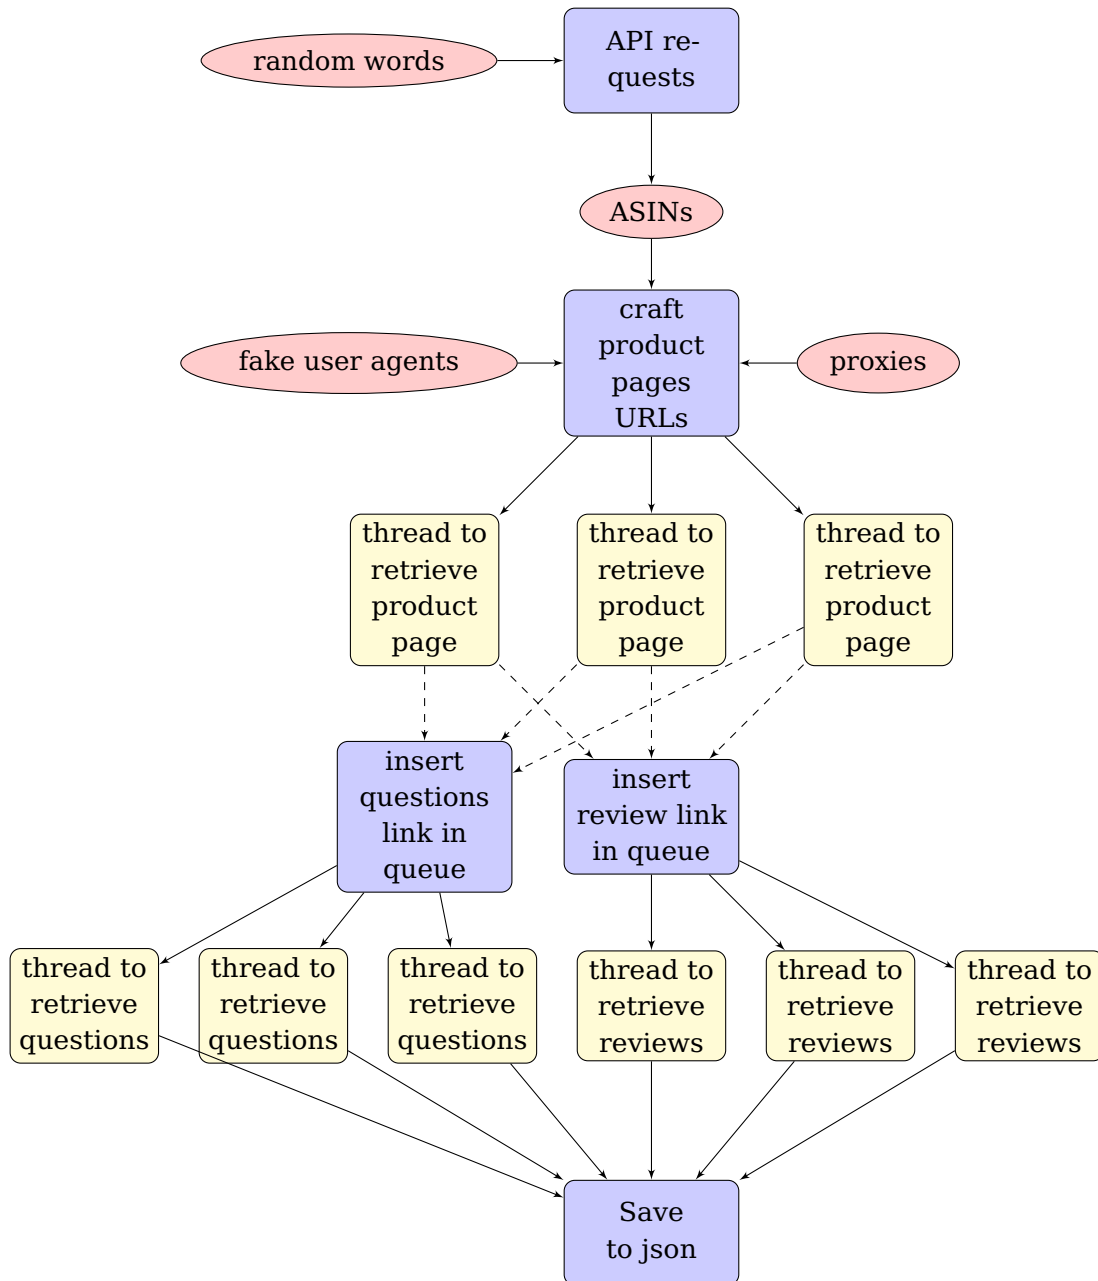 API re-
quests
random words
ASINs
craft
product
pages
URLs
fake user agents
proxies
thread to
retrieve
product
page
thread to
retrieve
product
page
thread to
retrieve
product
page
insert
questions
link in
queue
insert
review link
in queue
thread to
retrieve
questions
thread to
retrieve
questions
thread to
retrieve
questions
thread to
retrieve
reviews
thread to
retrieve
reviews
thread to
retrieve
reviews
Save
to json